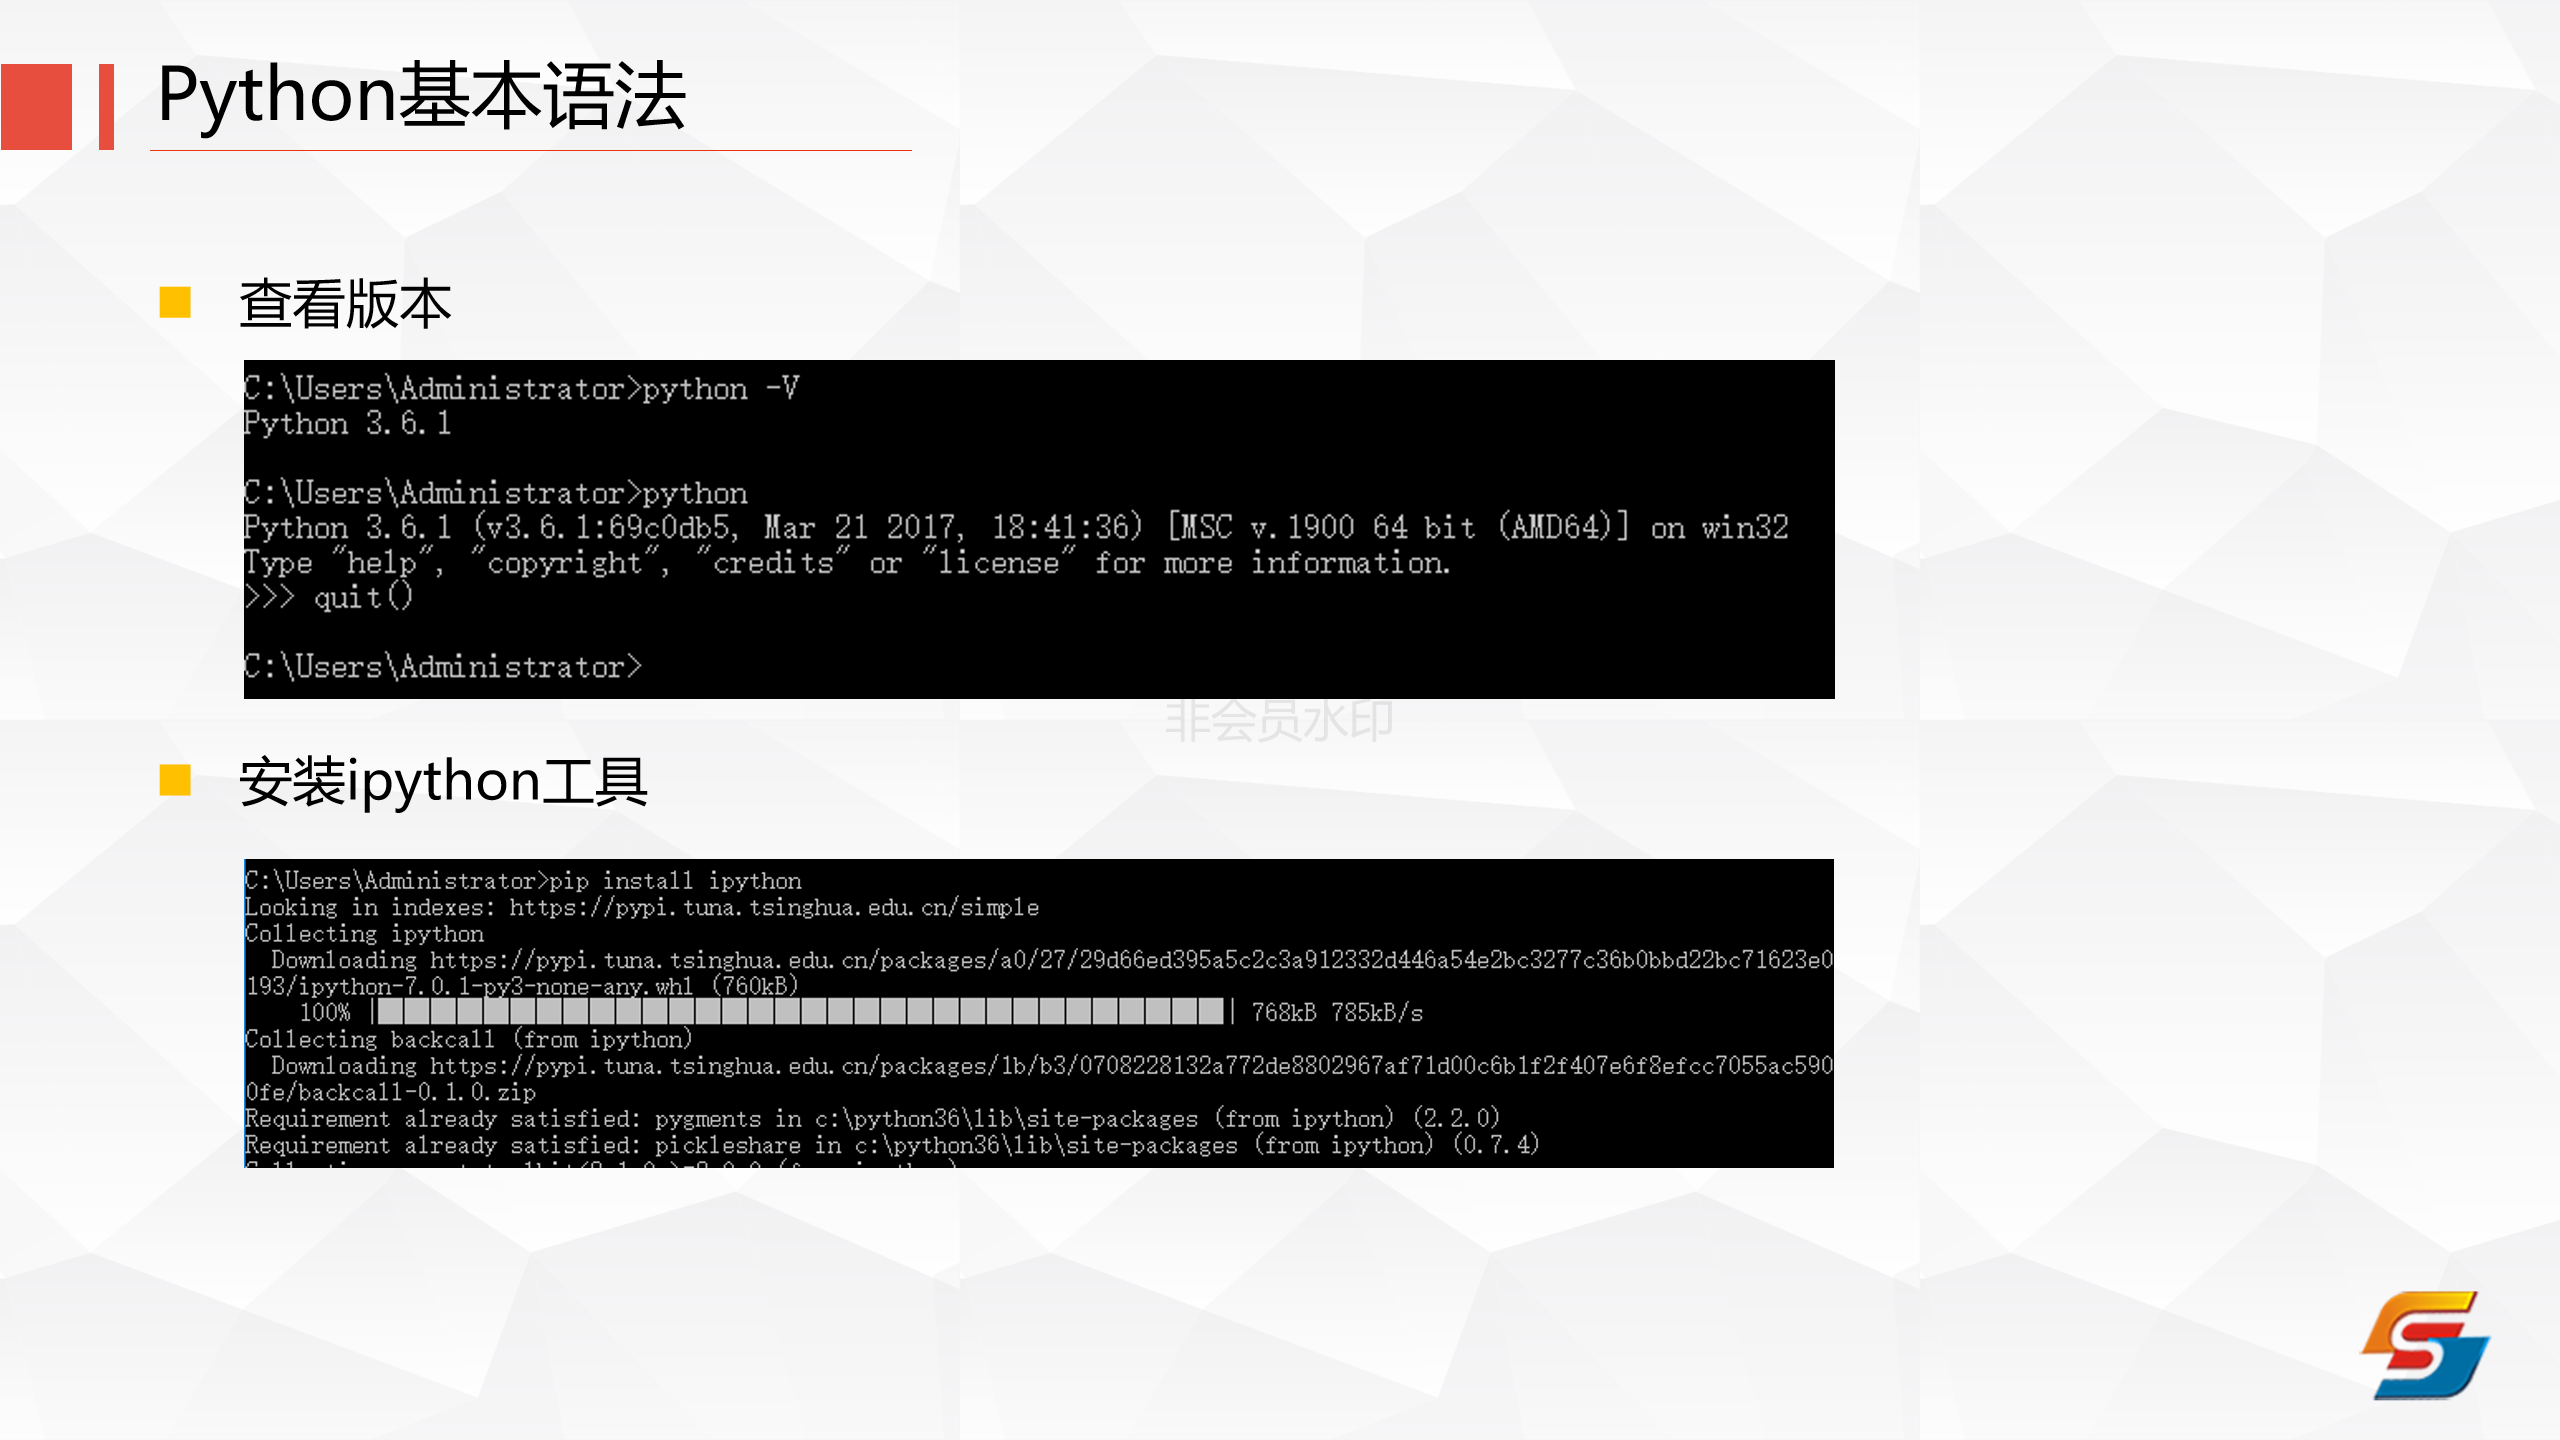 Python基本语法
查看版本
C:\Users\Administrator>python -V
Python 3.6.1
C:\Users\Administrator>python
Python 3.6.1 (v3.6.1:69c0db5, Mar 21 2017, 18:41:36) [MSC v.1900 64 bit (AMD64)] on win32
Type "help", "copyright", "credits" or "license" for more information.
>>> quit()
C:\Users\Administrator>
非会员水印
安装ipython工具
C:\Users\Administrator>pip install ipython
Looking in indexes: https://pypi.tuna.tsinghua.edu.cn/simple
Collecting ipython
Downloading https://pypi.tuna.tsinghua.edu.cn/packages/a0/27/29d66ed395a5c2c3a912332d446a54e2bc3277c36b0bbd22bc71623e0
193/ipython-7.0.1-py3-none-any.whl (760kB)
100% || 768kB 785kB/s
Collecting backcall (from ipython)
Downloading https://pypi.tuna.tsinghua.edu.cn/packages/1b/b3/0708228132a772de8802967af71d00c6b1f2f407e6f8efcc7055ac590
0fe/backcall-0.1.0.zip
Requirement already satisfied: pygments in c:\python36\lib\site-packages (from ipython) (2.2.0)
Requirement already satisfied: pickleshare in c:\python36\lib\site-packages (from ipython) (0.7.4)